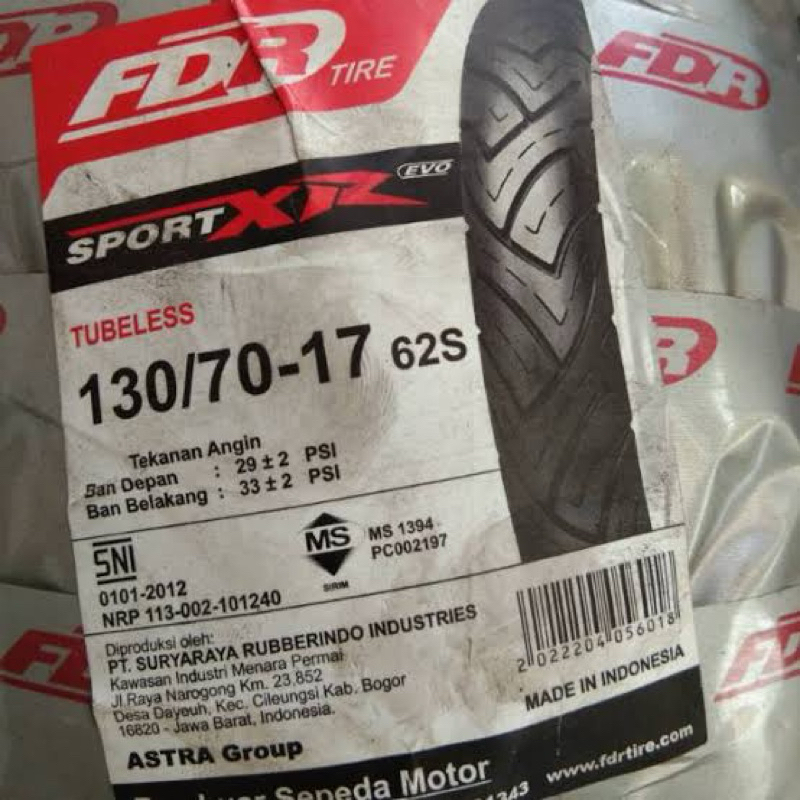 FDR TIRE
SPORT XR EVO
TUBELESS
130/70-17 62S
Tekanan Angin
Ban Depan : 29 ± 2 PSI
Ban Belakang : 33 ± 2 PSI
SNI
0101-2012
NRP 113-002-101240
MS
SIRIM
MS 1394
PC002197
Diproduksi oleh:
PT. SURYARAYA RUBBERINDO INDUSTRIES
Kawasan Industri Menara Permai
Jl.Raya Narogong Km. 23,852
Desa Dayeuh, Kec. Cileungsi Kab. Bogor
16820 - Jawa Barat, Indonesia.
ASTRA Group
2 022204 056018
MADE IN INDONESIA
www.fdrtire.com
Sepeda Motor
FDR
FDR
FDR